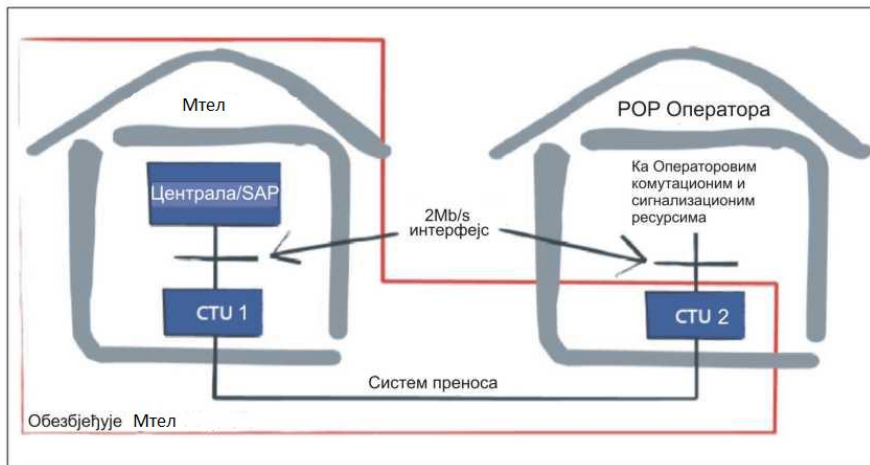 Мтел
POP Оператора
Централа/SAP
Ка Операторовим
комутационим и
сигнализационим
ресурсима
2Mb/s
интерфејс
CTU 1
CTU 2
Систем преноса
Обезбјеђује Мтел